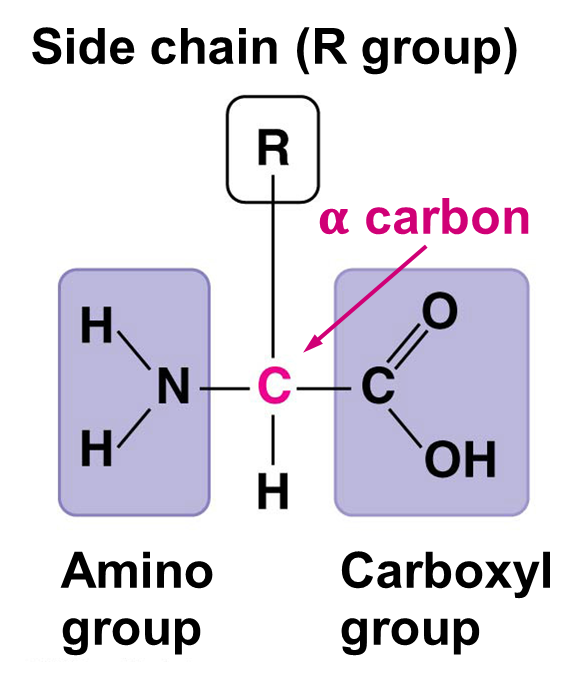 Side chain (R group)
R
α carbon
H
O
N
C
C
H
OH
H
Amino
group
Carboxyl
group